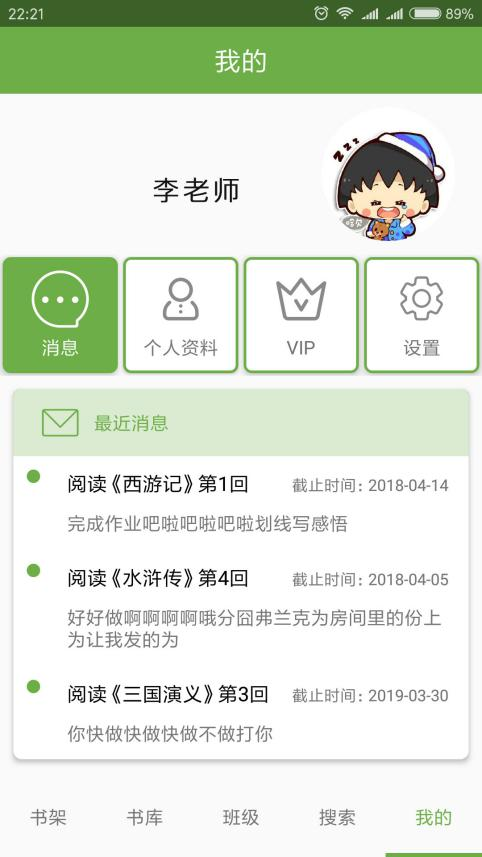 22:21
89%
我的
李老师
消息
个人资料
VIP
设置
最近消息
阅读《西游记》第1回
截止时间：2018-04-14
完成作业吧啦吧啦吧啦划线写感悟
阅读《水浒传》第4回
截止时间：2018-04-05
好好做啊啊啊啊哦分囧弗兰克为房间里的份上
为让我发的为
阅读《三国演义》第3回
截止时间：2019-03-30
你快做快做快做不做打你
书架
书库
班级
搜索
我的